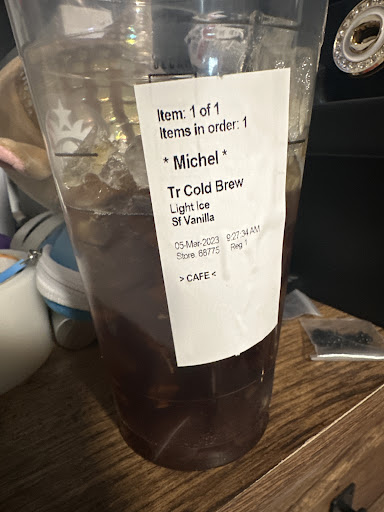 Item: 1 of 1
Items in order: 1
* Michel *
Tr Cold Brew
Light Ice
Sf Vanilla
05-Mar-2023 9:27:34 AM
Store. 68775 Reg 1
> CAFE <